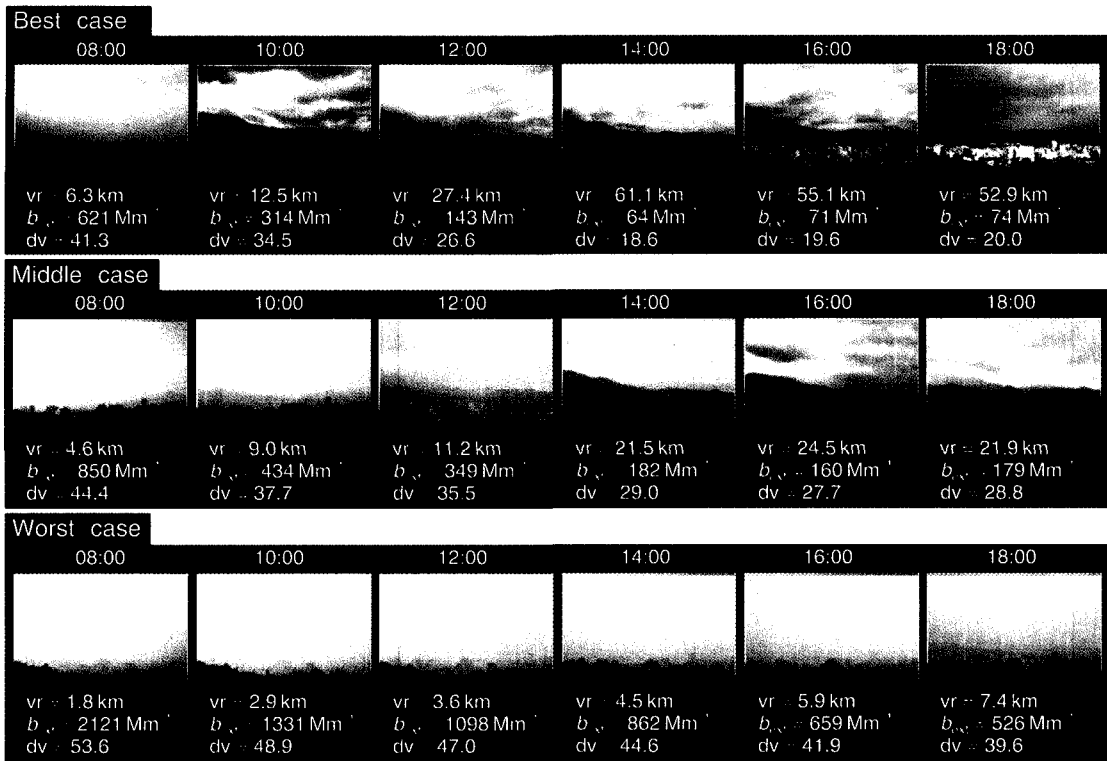 Best case
08:00 10:00 12:00 14:00 16:00 18:00
vr = 6.3 km vr = 12.5 km vr 27.4 km vr = 61.1 km vr = 55.1 km vr = 52.9 km
b 621 Mm b = 314 Mm b 143 Mm b 64 Mm b 71 Mm b = 74 Mm
dv = 41.3 dv = 34.5 dv = 26.6 dv = 18.6 dv = 19.6 dv = 20.0
Middle case
08:00 10:00 12:00 14:00 16:00 18:00
vr = 4.6 km vr = 9.0 km vr = 11.2 km vr = 21.5 km vr = 24.5 km vr = 21.9 km
b 850 Mm b 434 Mm b 349 Mm b 182 Mm b = 160 Mm b = 179 Mm
dv = 44.4 dv = 37.7 dv 35.5 dv 29.0 dv = 27.7 dv = 28.8
Worst case
08:00 10:00 12:00 14:00 16:00 18:00
vr = 1.8 km vr = 2.9 km vr 3.6 km vr = 4.5 km vr = 5.9 km vr = 7.4 km
b 2121 Mm b 1331 Mm b 1098 Mm b 862 Mm b = 659 Mm b = 526 Mm
dv = 53.6 dv = 48.9 dv 47.0 dv = 44.6 dv = 41.9 dv = 39.6